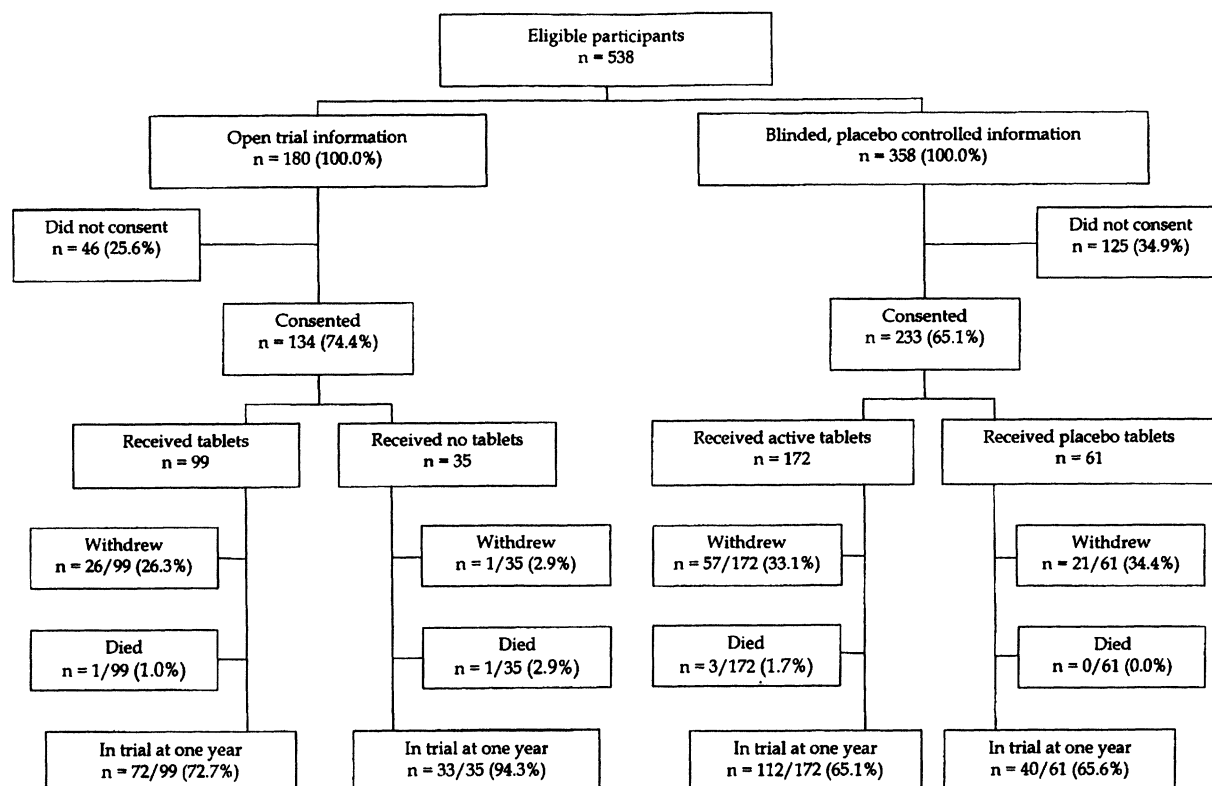 Eligible participants
n = 538
Open trial information
n = 180 (100.0%)
Blinded, placebo controlled information
n = 358 (100.0%)
Did not consent
n = 46 (25.6%)
Did not consent
n = 125 (34.9%)
Consented
n = 134 (74.4%)
Consented
n = 233 (65.1%)
Received tablets
n = 99
Received no tablets
n = 35
Received active tablets
n = 172
Received placebo tablets
n = 61
Withdrew
n = 26/99 (26.3%)
Withdrew
n = 1/35 (2.9%)
Withdrew
n = 57/172 (33.1%)
Withdrew
n = 21/61 (34.4%)
Died
n = 1/99 (1.0%)
Died
n = 1/35 (2.9%)
Died
n = 3/172 (1.7%)
Died
n = 0/61 (0.0%)
In trial at one year
n = 72/99 (72.7%)
In trial at one year
n = 33/35 (94.3%)
In trial at one year
n = 112/172 (65.1%)
In trial at one year
n = 40/61 (65.6%)